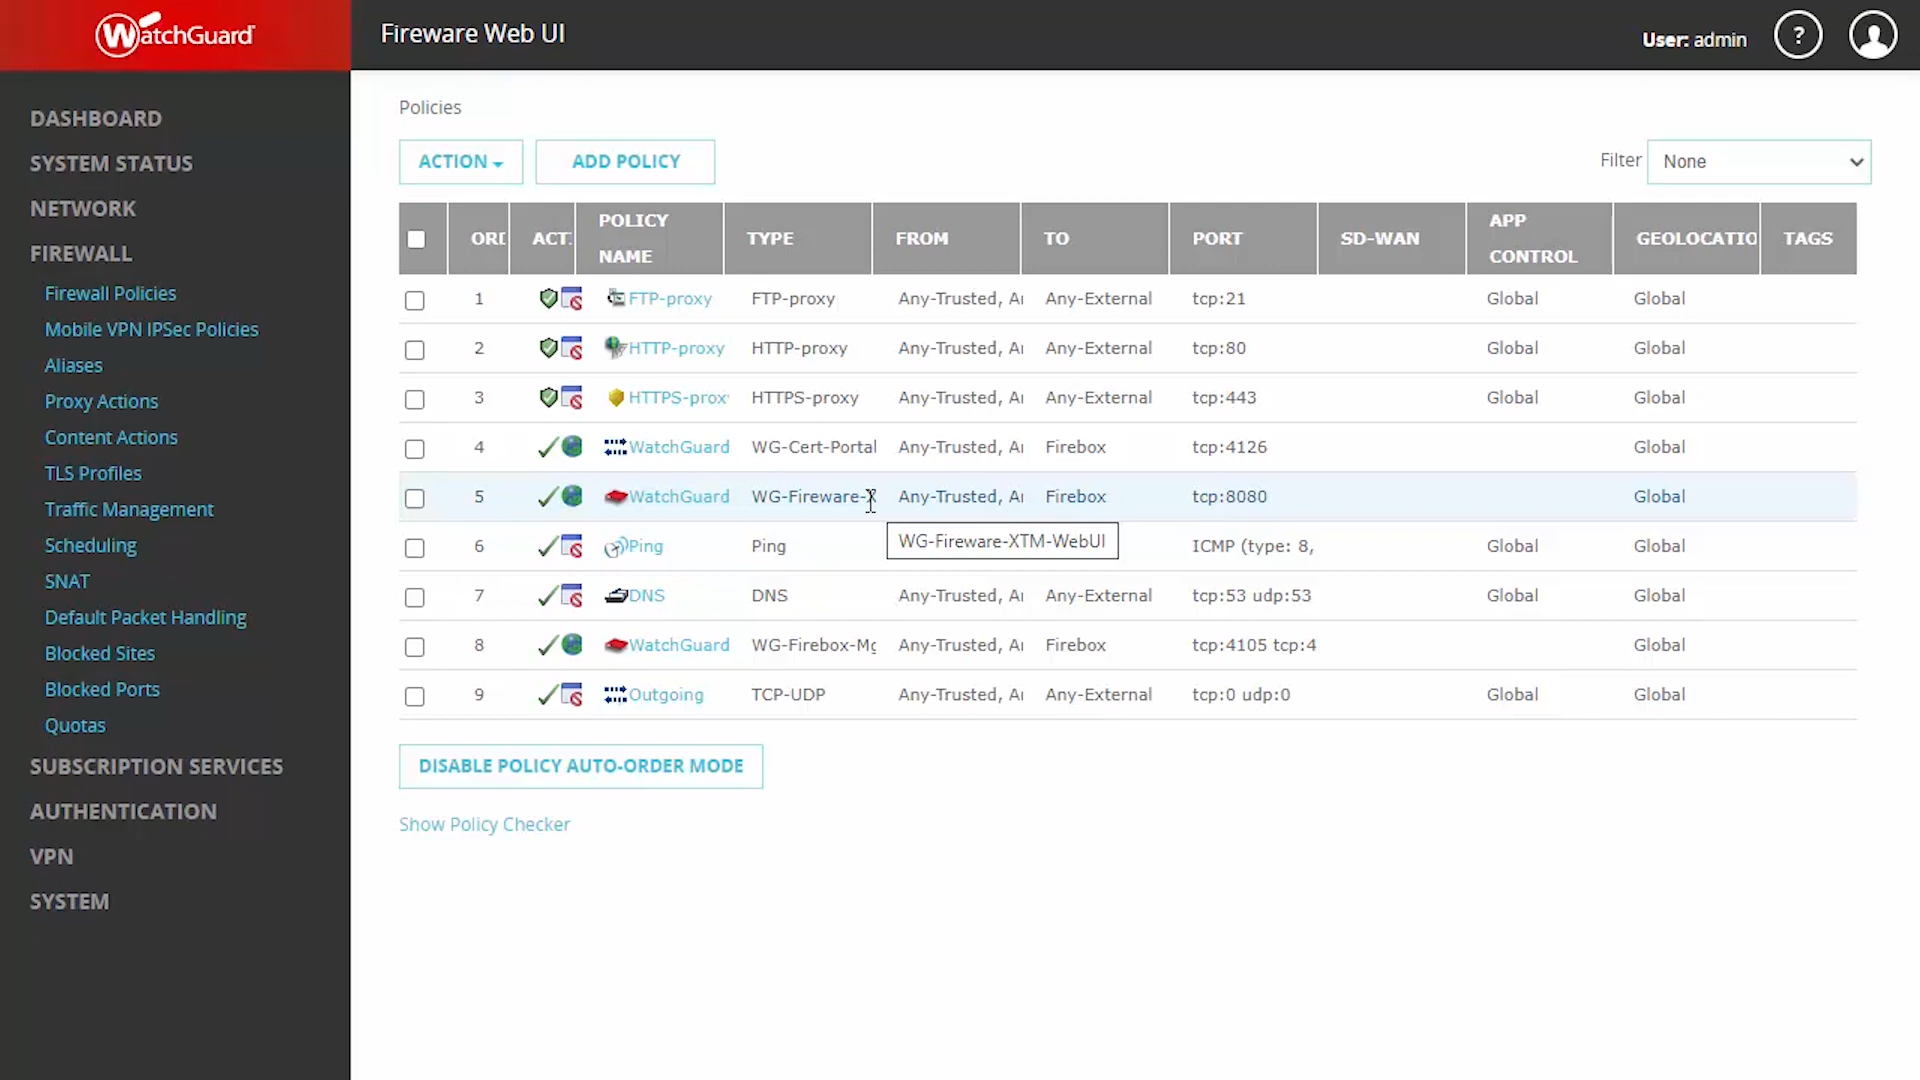 WatchGuard
Fireware Web UI
User: admin
?
DASHBOARD
SYSTEM STATUS
NETWORK
FIREWALL
Firewall Policies
Mobile VPN IPSec Policies
Aliases
Proxy Actions
Content Actions
TLS Profiles
Traffic Management
Scheduling
SNAT
Default Packet Handling
Blocked Sites
Blocked Ports
Quotas
SUBSCRIPTION SERVICES
AUTHENTICATION
VPN
SYSTEM
Policies
ACTION
ADD POLICY
Filter
None
ORD ACT. POLICY NAME TYPE FROM TO PORT SD-WAN APP CONTROL GEOLOCATIO TAGS
1 FTP-proxy FTP-proxy Any-Trusted, Any-External tcp:21 Global Global
2 HTTP-proxy HTTP-proxy Any-Trusted, Any-External tcp:80 Global Global
3 HTTPS-prox HTTPS-proxy Any-Trusted, Any-External tcp:443 Global Global
4 WatchGuard WG-Cert-Portal Any-Trusted, Firebox tcp:4126 Global
5 WatchGuard WG-Fireware-X Any-Trusted, Firebox tcp:8080 Global
WG-Fireware-XTM-WebUI
6 Ping Ping ICMP (type: 8, Global Global
7 DNS DNS Any-Trusted, Any-External tcp:53 udp:53 Global Global
8 WatchGuard WG-Firebox-Mg Any-Trusted, Firebox tcp:4105 tcp:4 Global
9 Outgoing TCP-UDP Any-Trusted, Any-External tcp:0 udp:0 Global Global
DISABLE POLICY AUTO-ORDER MODE
Show Policy Checker